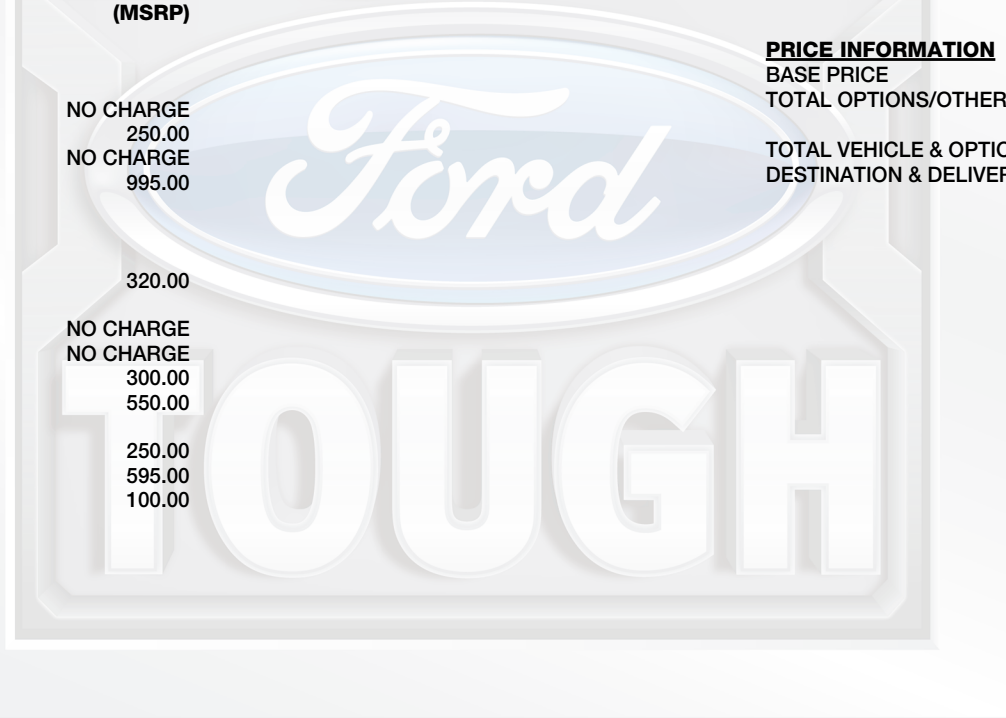 (MSRP)
NO CHARGE
250.00
NO CHARGE
995.00
320.00
NO CHARGE
NO CHARGE
300.00
550.00
250.00
595.00
100.00
PRICE INFORMATION
BASE PRICE
TOTAL OPTIONS/OTHER
TOTAL VEHICLE & OPTIO
DESTINATION & DELIVER
Ford
TOUGH